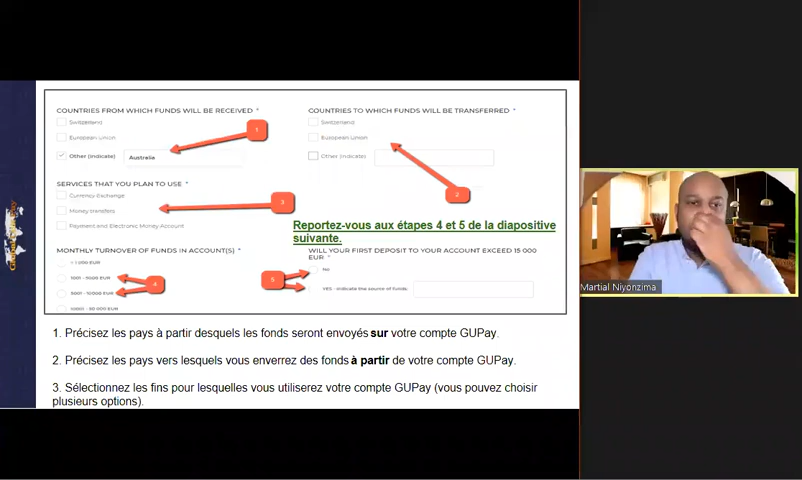 COUNTRIES FROM WHICH FUNDS WILL BE RECEIVED *
Switzerland
European Union
Other (indicate)
Australia
COUNTRIES TO WHICH FUNDS WILL BE TRANSFERRED *
Switzerland
European Union
Other (indicate)
1
2
SERVICES THAT YOU PLAN TO USE *
Currency Exchange
Money transfers
Payment and Electronic Money Account
3
Reportez-vous aux étapes 4 et 5 de la diapositive
suivante.
MONTHLY TURNOVER OF FUNDS IN ACCOUNT(S) *
4
WILL YOUR FIRST DEPOSIT TO YOUR ACCOUNT EXCEED 15 000
EUR *
No
YES - indicate the source of funds
5
1. Précisez les pays à partir desquels les fonds seront envoyés sur votre compte GUPay.
2. Précisez les pays vers lesquels vous enverrez des fonds à partir de votre compte GUPay.
3. Sélectionnez les fins pour lesquelles vous utiliserez votre compte GUPay (vous pouvez choisir
plusieurs options).
Martial Niyonzima